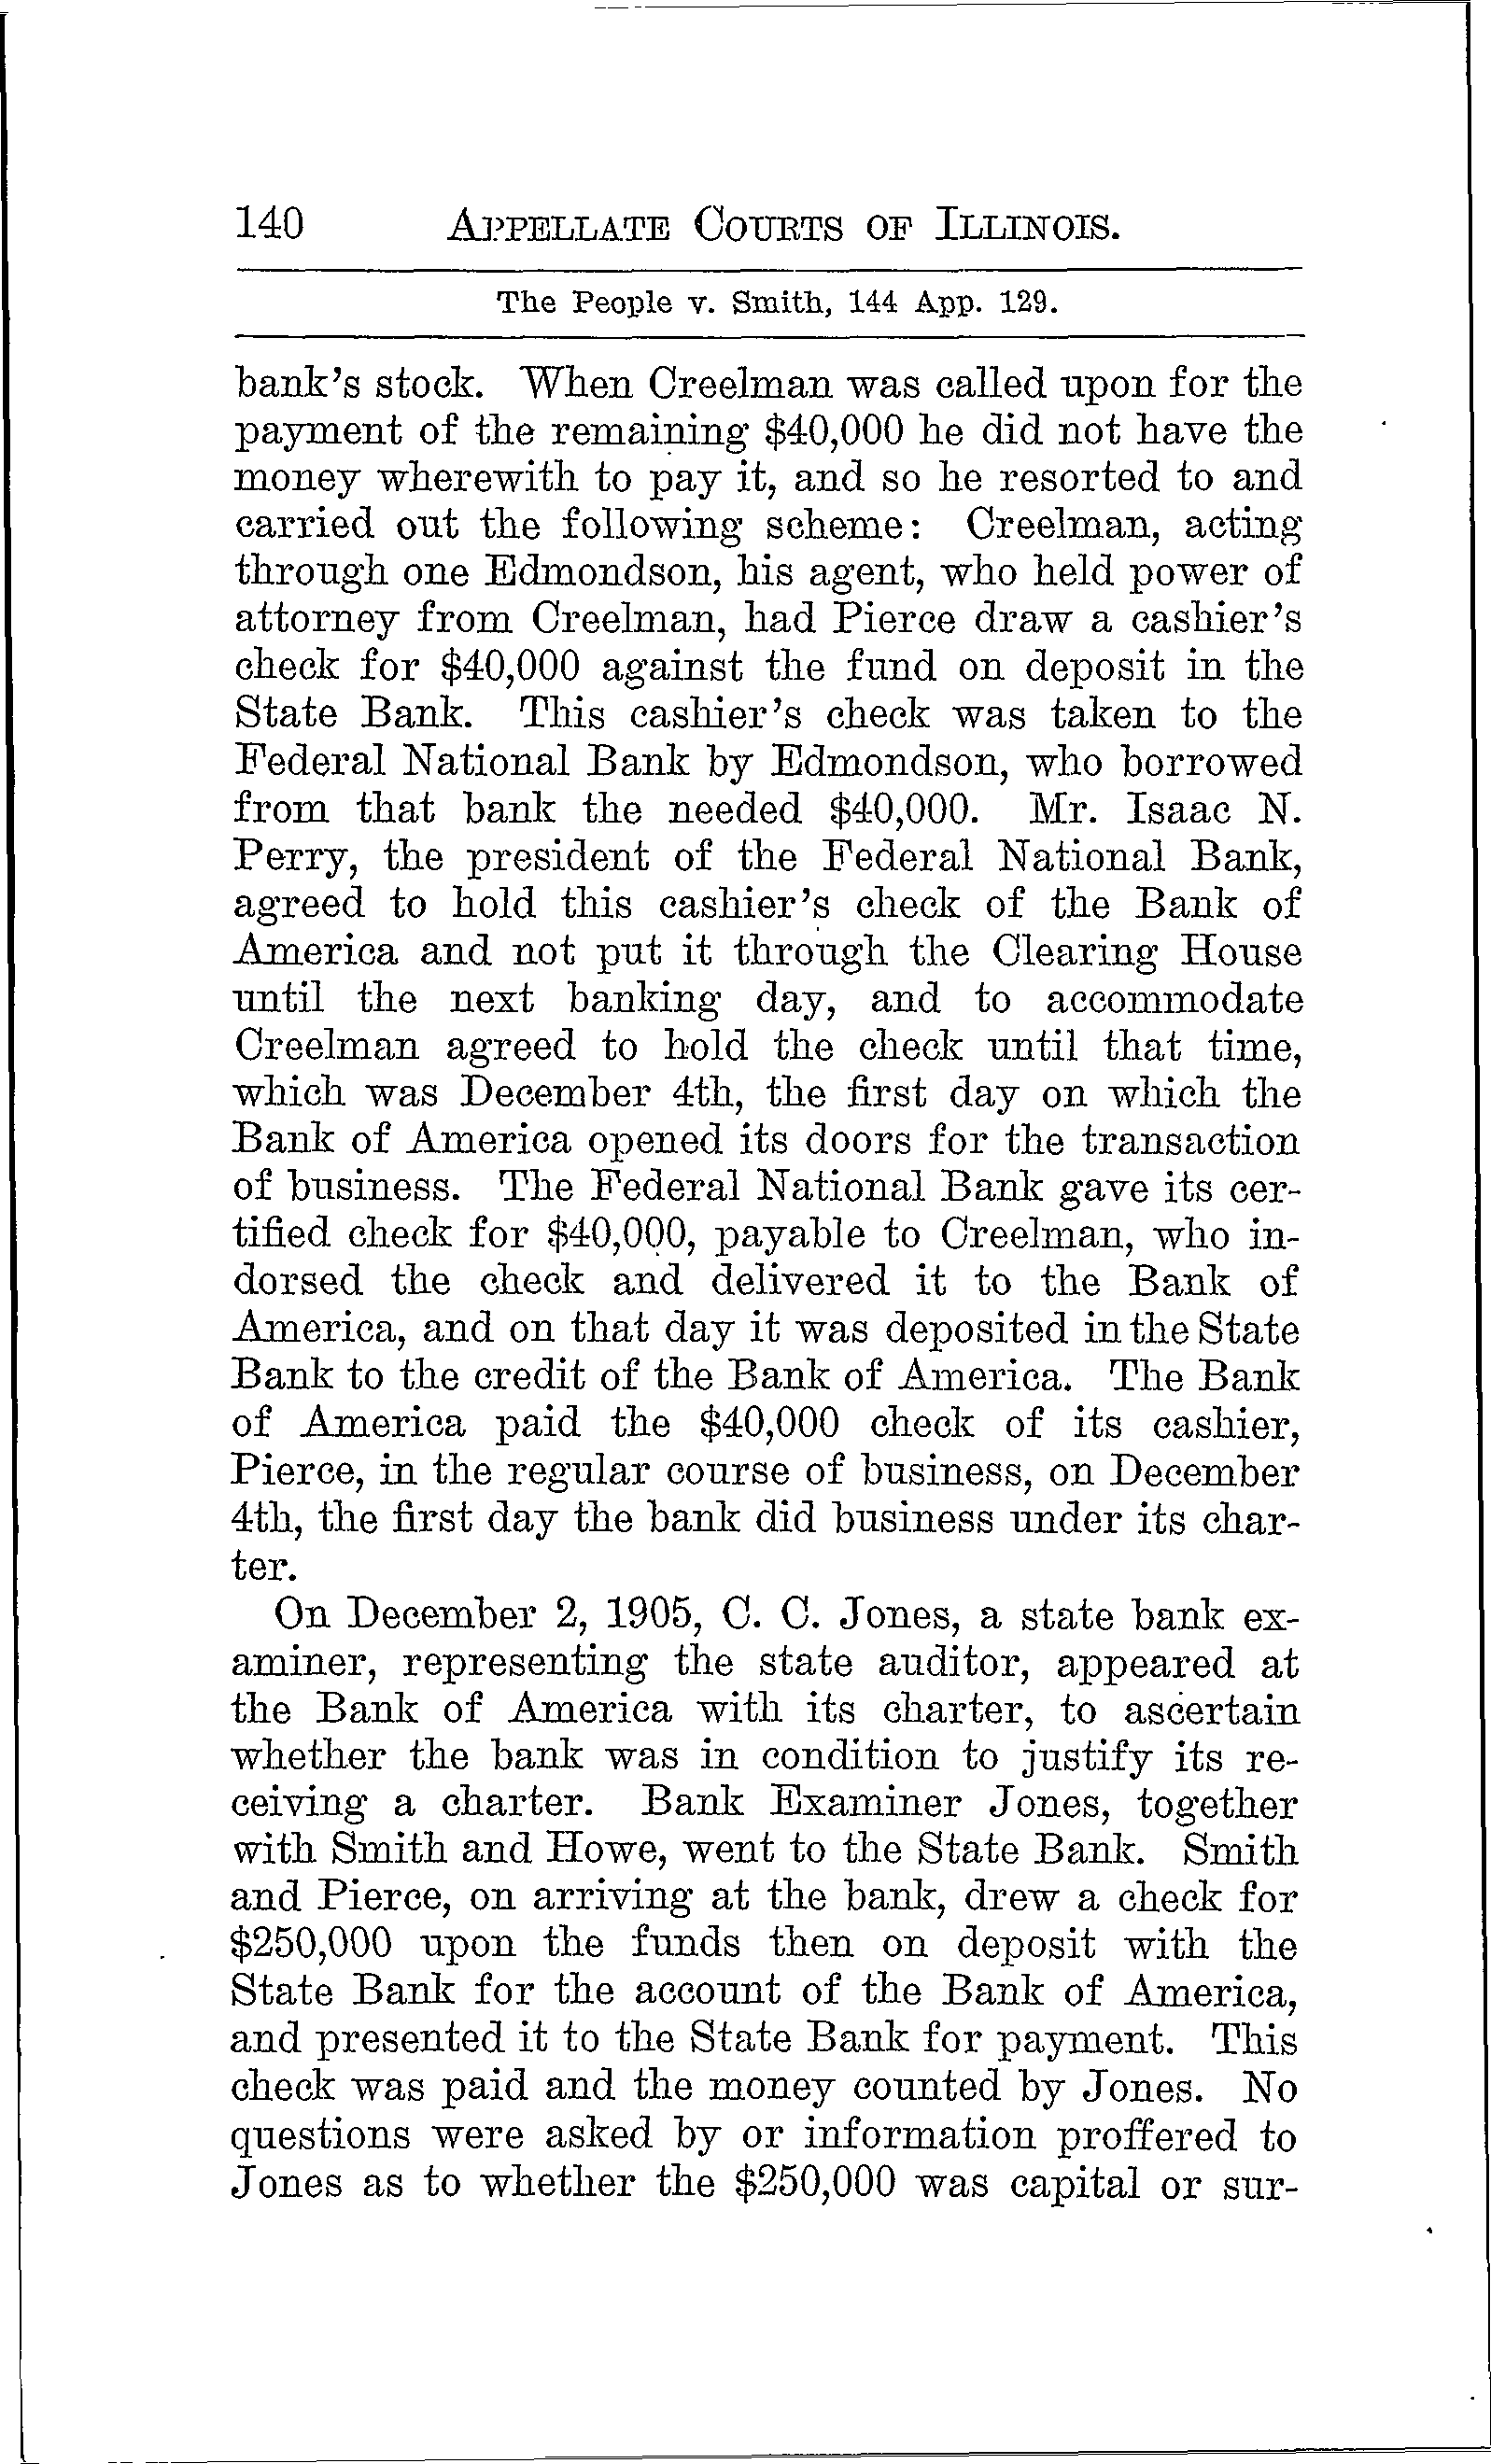 140 APPELLATE COURTS OF ILLINOIS.
The People v. Smith, 144 App. 129.
bank's stock. When Creelman was called upon for the
payment of the remaining $40,000 he did not have the
money wherewith to pay it, and so he resorted to and
carried out the following scheme: Creelman, acting
through one Edmondson, his agent, who held power of
attorney from Creelman, had Pierce draw a cashier's
check for $40,000 against the fund on deposit in the
State Bank. This cashier's check was taken to the
Federal National Bank by Edmondson, who borrowed
from that bank the needed $40,000. Mr. Isaac N.
Perry, the president of the Federal National Bank,
agreed to hold this cashier's check of the Bank of
America and not put it through the Clearing House
until the next banking day, and to accommodate
Creelman agreed to hold the check until that time,
which was December 4th, the first day on which the
Bank of America opened its doors for the transaction
of business. The Federal National Bank gave its cer-
tified check for $40,000, payable to Creelman, who in-
dorsed the check and delivered it to the Bank of
America, and on that day it was deposited in the State
Bank to the credit of the Bank of America. The Bank
of America paid the $40,000 check of its cashier,
Pierce, in the regular course of business, on December
4th, the first day the bank did business under its char-
ter.
On December 2, 1905, C. C. Jones, a state bank ex-
aminer, representing the state auditor, appeared at
the Bank of America with its charter, to ascertain
whether the bank was in condition to justify its re-
ceiving a charter. Bank Examiner Jones, together
with Smith and Howe, went to the State Bank. Smith
and Pierce, on arriving at the bank, drew a check for
$250,000 upon the funds then on deposit with the
State Bank for the account of the Bank of America,
and presented it to the State Bank for payment. This
check was paid and the money counted by Jones. No
questions were asked by or information proffered to
Jones as to whether the $250,000 was capital or sur-